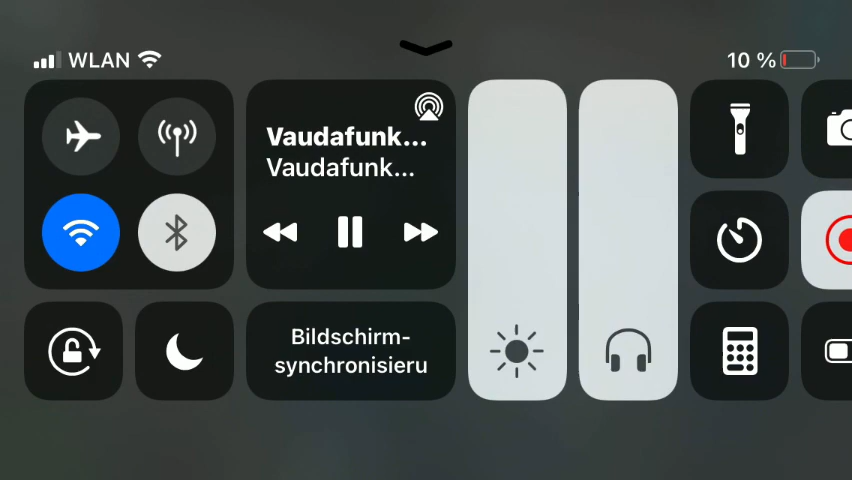 WLAN
10 %
Vaudafunk...
Vaudafunk...
Bildschirm-
synchronisieru